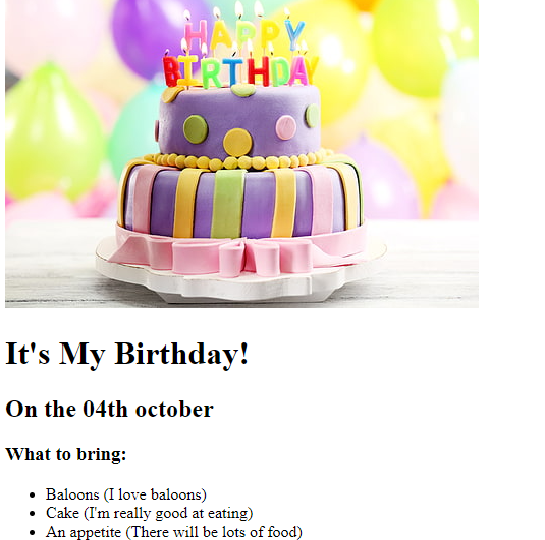 HAPPY
BIRTHDAY
It's My Birthday!
On the 04th october
What to bring:
Baloons (I love baloons)
Cake (I'm really good at eating)
An appetite (There will be lots of food)